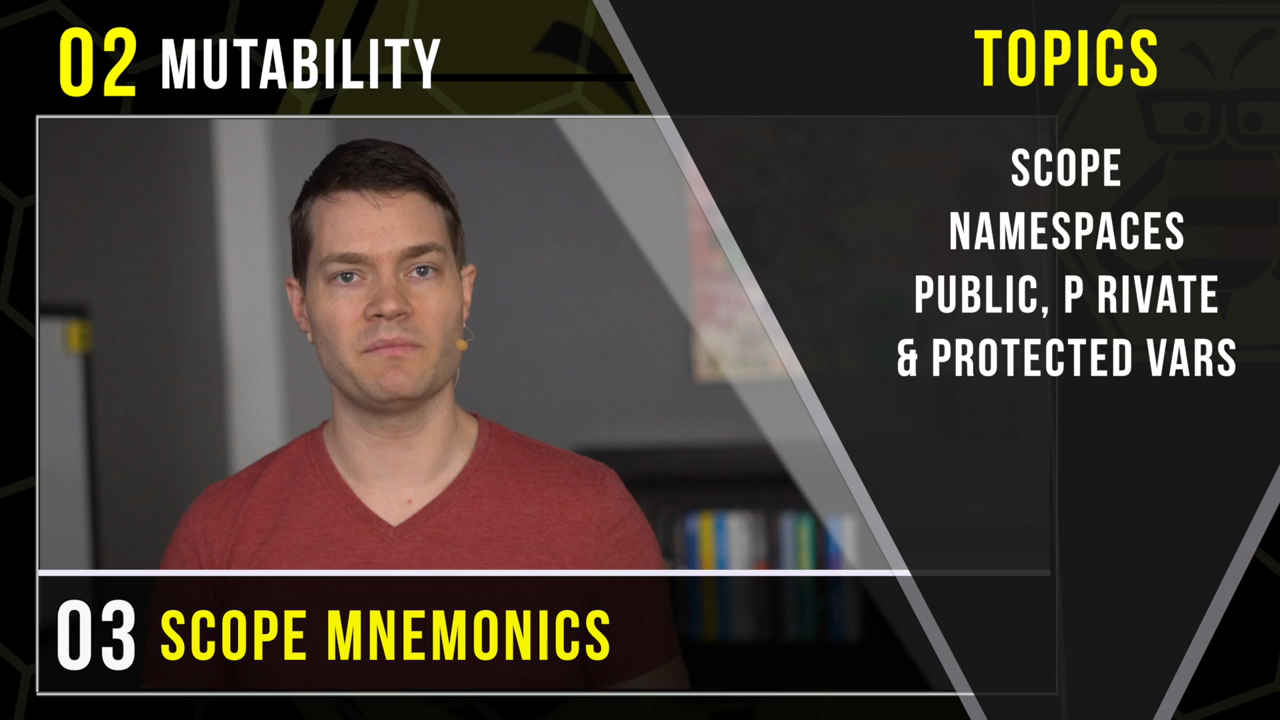 02 MUTABILITY
TOPICS
SCOPE
NAMESPACES
PUBLIC, P RIVATE
& PROTECTED VARS
03 SCOPE MNEMONICS